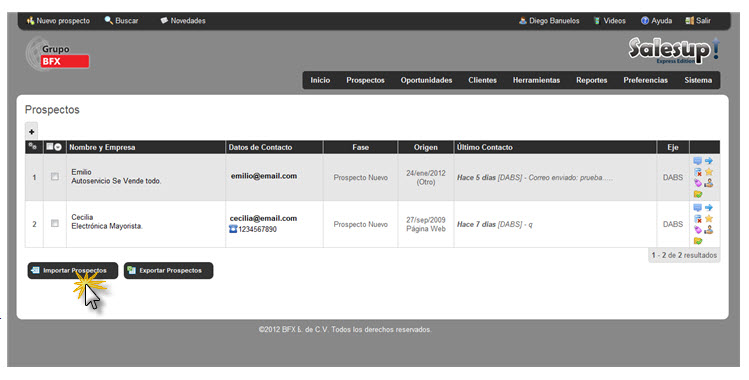 Nuevo prospecto Buscar Novedades Diego Banuelos Videos Ayuda Salir
Grupo
BFX
Salesup!
Express Edition
Inicio Prospectos Oportunidades Clientes Herramientas Reportes Preferencias Sistema
Prospectos
+
Nombre y Empresa Datos de Contacto Fase Origen Último Contacto Eje
1 Emilio
Autoservicio Se Vende todo. emilio@email.com Prospecto Nuevo 24/ene/2012
(Otro) Hace 5 días [DABS] - Correo enviado: prueba..... DABS
2 Cecilia
Electrónica Mayorista. cecilia@email.com
1234567890 Prospecto Nuevo 27/sep/2009
Página Web Hace 7 días [DABS] - q DABS
1 - 2 de 2 resultados
Importar Prospectos Exportar Prospectos
©2012 BFX L de C.V. Todos los derechos reservados.